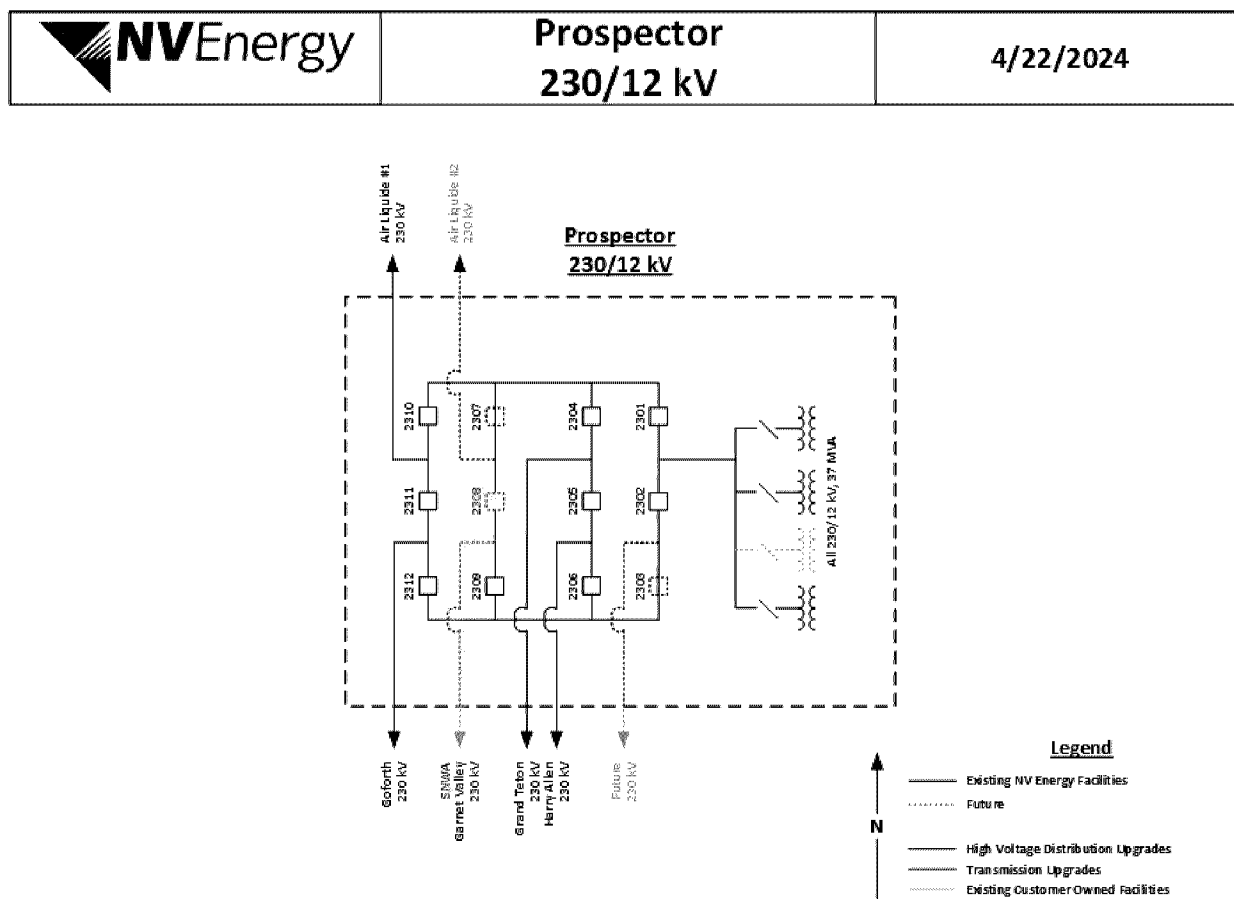 NVEnergy
Prospector
230/12 kV
4/22/2024
Air Liquide #1
230 kV
Air Liquide #2
230 kV
Prospector
230/12 kV
2310
2307
2304
2301
2311
2308
2305
2302
2312
2309
2306
2303
All 230/12 kV, 37 MVA
Goforth
230 kV
SNWA
Garnet Valley
230 kV
Grand Teton
230 kV
Harry Allen
230 kV
Future
230 kV
N
Legend
Existing NV Energy Facilities
Future
High Voltage Distribution Upgrades
Transmission Upgrades
Existing Customer Owned Facilities